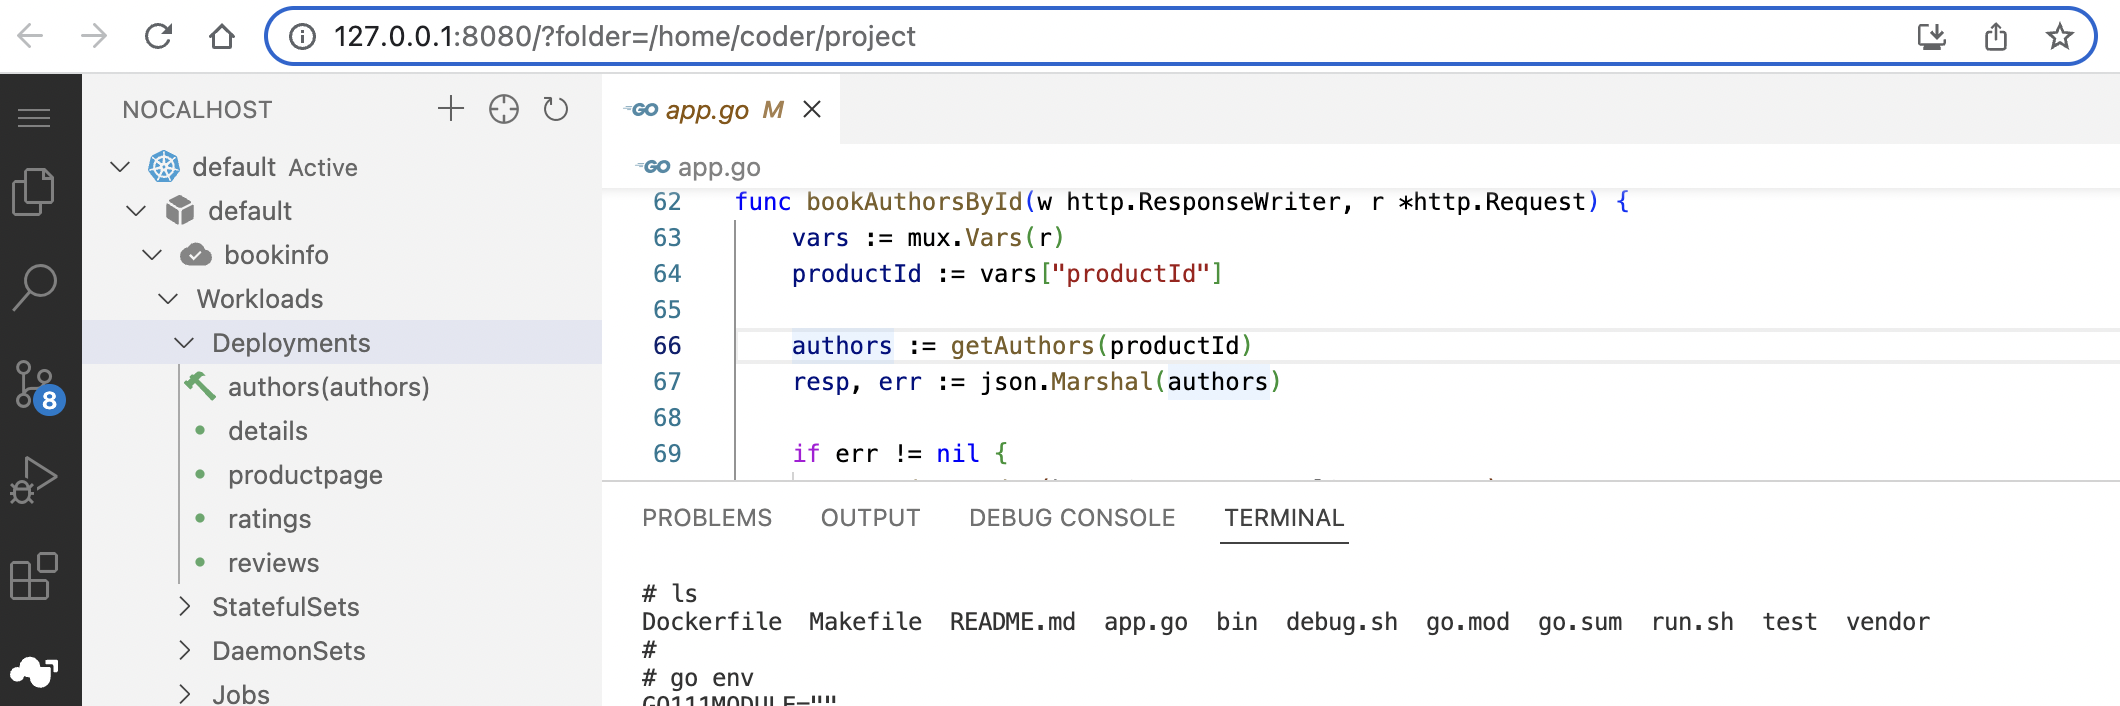 127.0.0.1:8080/?folder=/home/coder/project
NOCALHOST
default Active
default
bookinfo
Workloads
Deployments
authors(authors)
details
productpage
ratings
reviews
StatefulSets
DaemonSets
Jobs
8
GO app.go M
GO app.go
62 func bookAuthorsById(w http.ResponseWriter, r *http.Request) {
63 vars := mux.Vars(r)
64 productId := vars["productId"]
65
66 authors := getAuthors(productId)
67 resp, err := json.Marshal(authors)
68
69 if err != nil {
PROBLEMS OUTPUT DEBUG CONSOLE TERMINAL
# ls
Dockerfile Makefile README.md app.go bin debug.sh go.mod go.sum run.sh test vendor
#
# go env
GO111MODULE=""